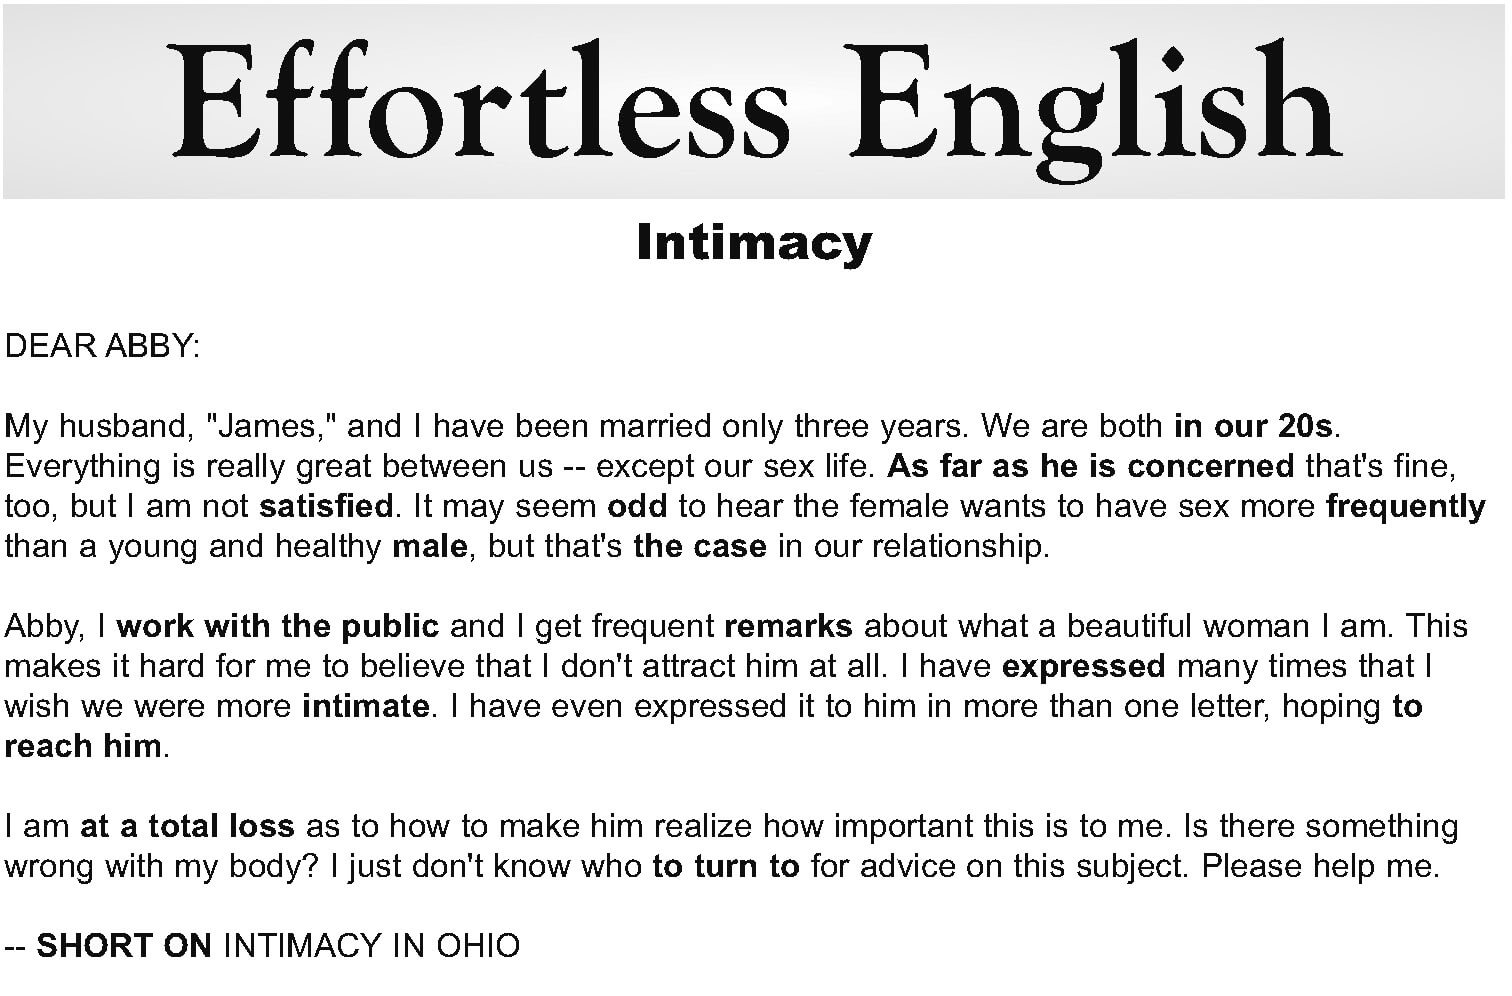 Effortless English
Intimacy
DEAR ABBY:
My husband, "James," and I have been married only three years. We are both in our 20s.
Everything is really great between us -- except our sex life. As far as he is concerned that's fine,
too, but I am not satisfied. It may seem odd to hear the female wants to have sex more frequently
than a young and healthy male, but that's the case in our relationship.
Abby, I work with the public and I get frequent remarks about what a beautiful woman I am. This
makes it hard for me to believe that I don't attract him at all. I have expressed many times that I
wish we were more intimate. I have even expressed it to him in more than one letter, hoping to
reach him.
I am at a total loss as to how to make him realize how important this is to me. Is there something
wrong with my body? I just don't know who to turn to for advice on this subject. Please help me.
-- SHORT ON INTIMACY IN OHIO